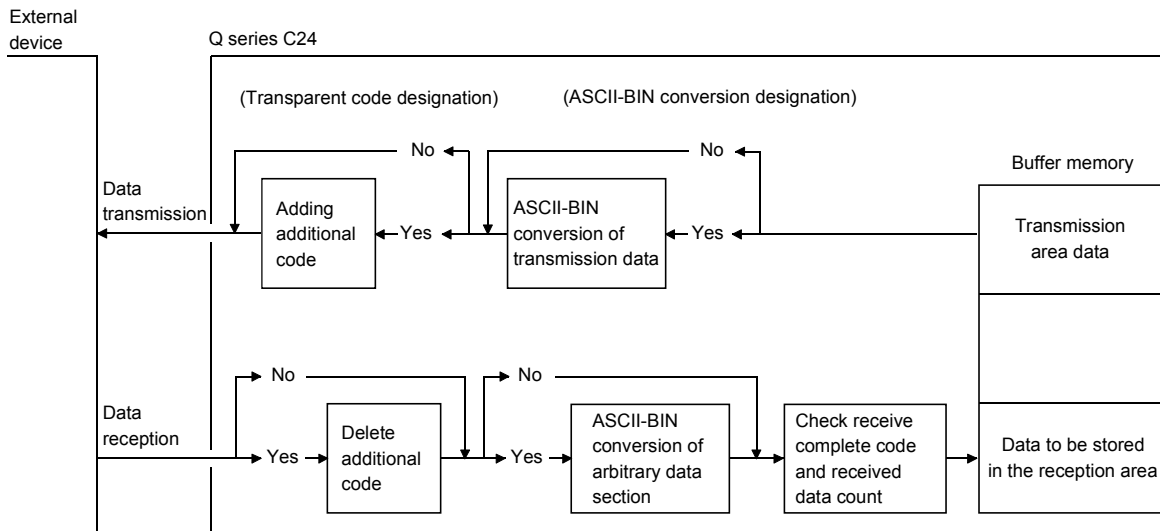 External
device
Q series C24
(Transparent code designation)
(ASCII-BIN conversion designation)
No
No
Buffer memory
Data
transmission
Adding
additional
code
Yes
ASCII-BIN
conversion of
transmission data
Yes
Transmission
area data
No
No
Data
reception
Yes
Delete
additional
code
Yes
ASCII-BIN
conversion of
arbitrary data
section
Check receive
complete code
and received
data count
Data to be stored
in the reception area